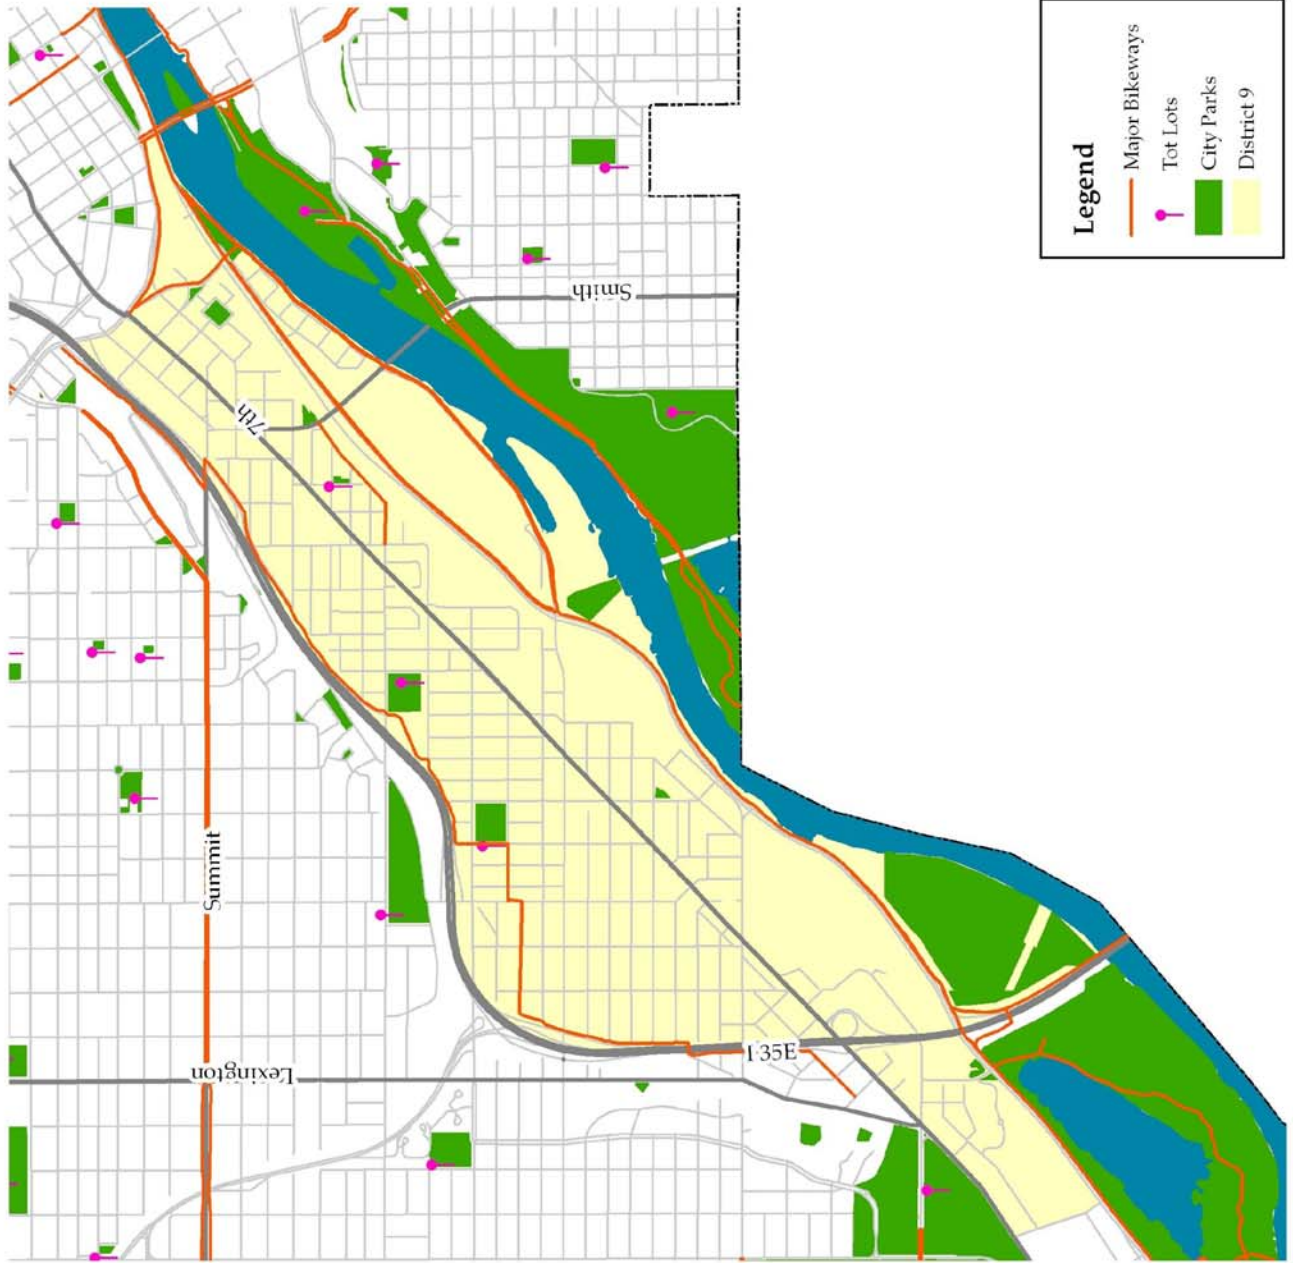 7th
Smith
Summit
Lexington
I-35E
Legend
Major Bikeways
Tot Lots
City Parks
District 9